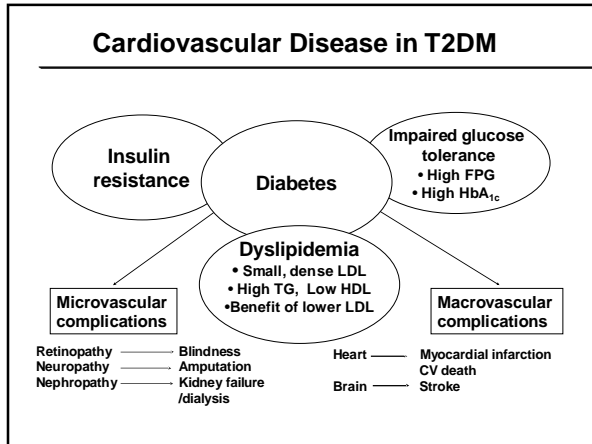 Cardiovascular Disease in T2DM
Insulin
resistance
Diabetes
Impaired glucose
tolerance
• High FPG
• High HbA1c
Dyslipidemia
• Small, dense LDL
• High TG, Low HDL
•Benefit of lower LDL
Microvascular
complications
Retinopathy Blindness
Neuropathy Amputation
Nephropathy Kidney failure
/dialysis
Macrovascular
complications
Heart Myocardial infarction
CV death
Brain Stroke